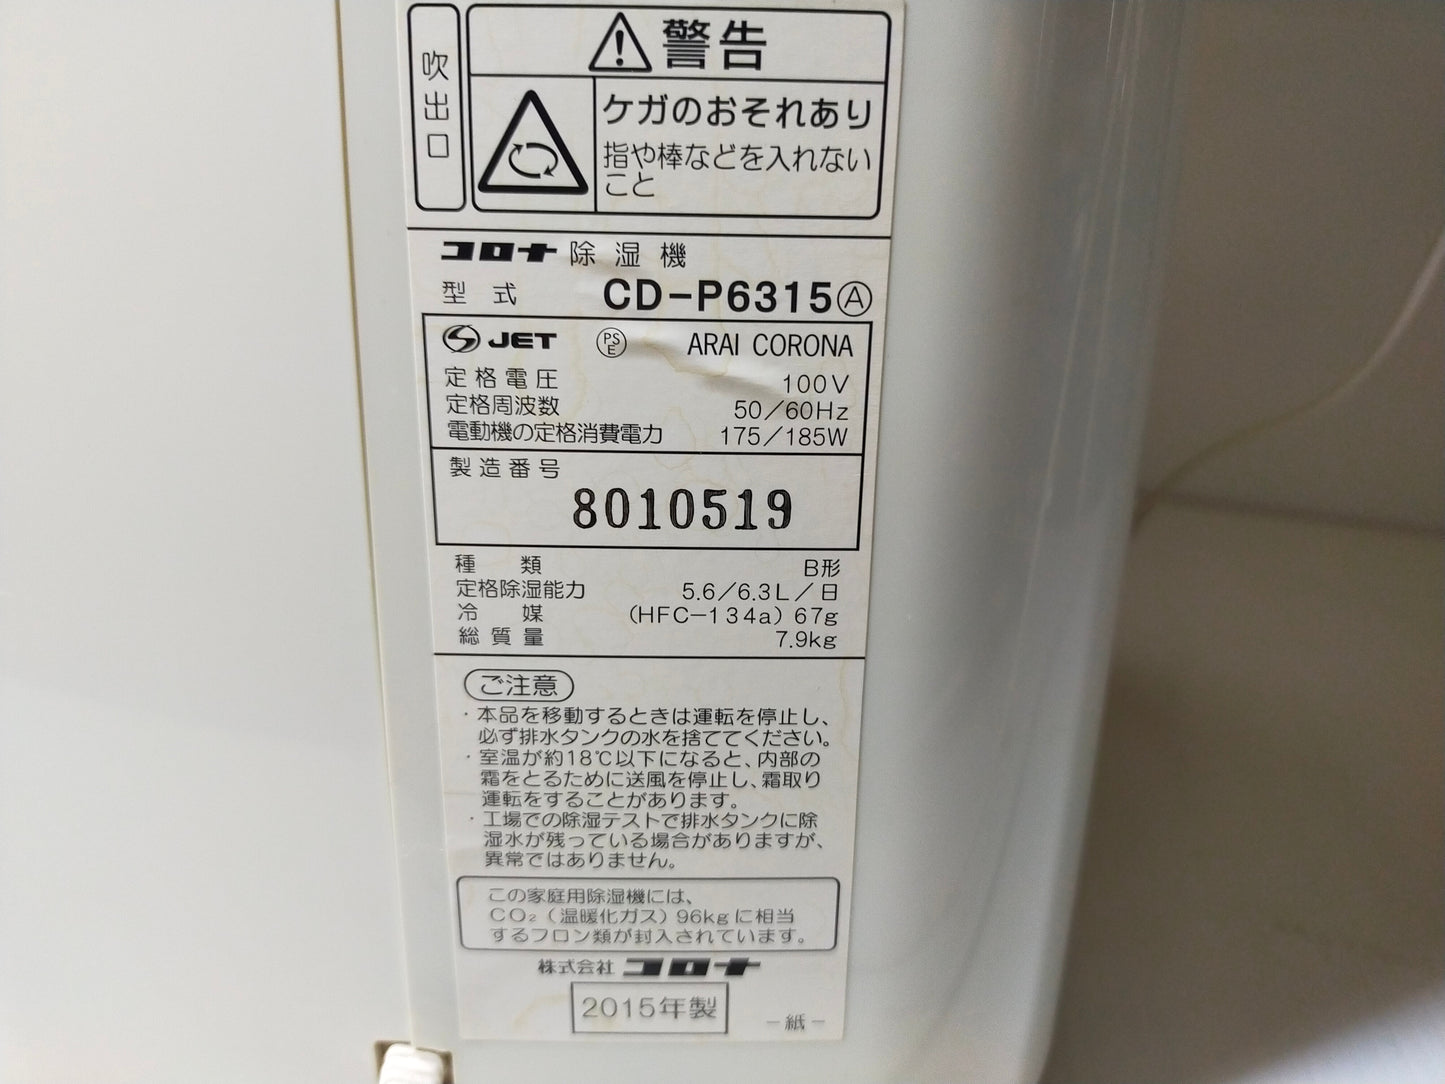 吹出口
警告
ケガのおそれあり
指や棒などを入れない
こと
コロナ 除湿機
型式 CD-P6315Ⓐ
JET PSE ARAI CORONA
定格電圧 100V
定格周波数 50/60Hz
電動機の定格消費電力 175/185W
製造番号
8010519
種類 B形
定格除湿能力 5.6/6.3L/日
冷媒 (HFC-134a) 67g
総質量 7.9kg
ご注意
・本品を移動するときは運転を停止し、
必ず排水タンクの水を捨ててください。
・室温が約18℃以下になると、内部の
霜をとるために送風を停止し、霜取り
運転をすることがあります。
・工場での除湿テストで排水タンクに除
湿水が残っている場合がありますが、
異常ではありません。
この家庭用除湿機には、
CO₂(温暖化ガス)96kgに相当
するフロン類が封入されています。
株式会社 コロナ
2015年製
-紙-